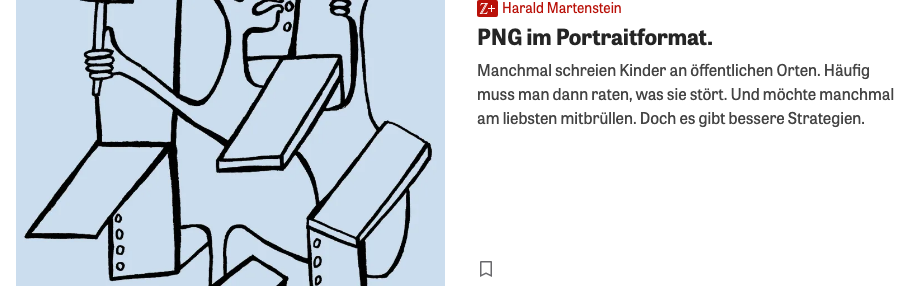 Z+ Harald Martenstein
PNG im Portraitformat.
Manchmal schreien Kinder an öffentlichen Orten. Häufig
muss man dann raten, was sie stört. Und möchte manchmal
am liebsten mitbrüllen. Doch es gibt bessere Strategien.